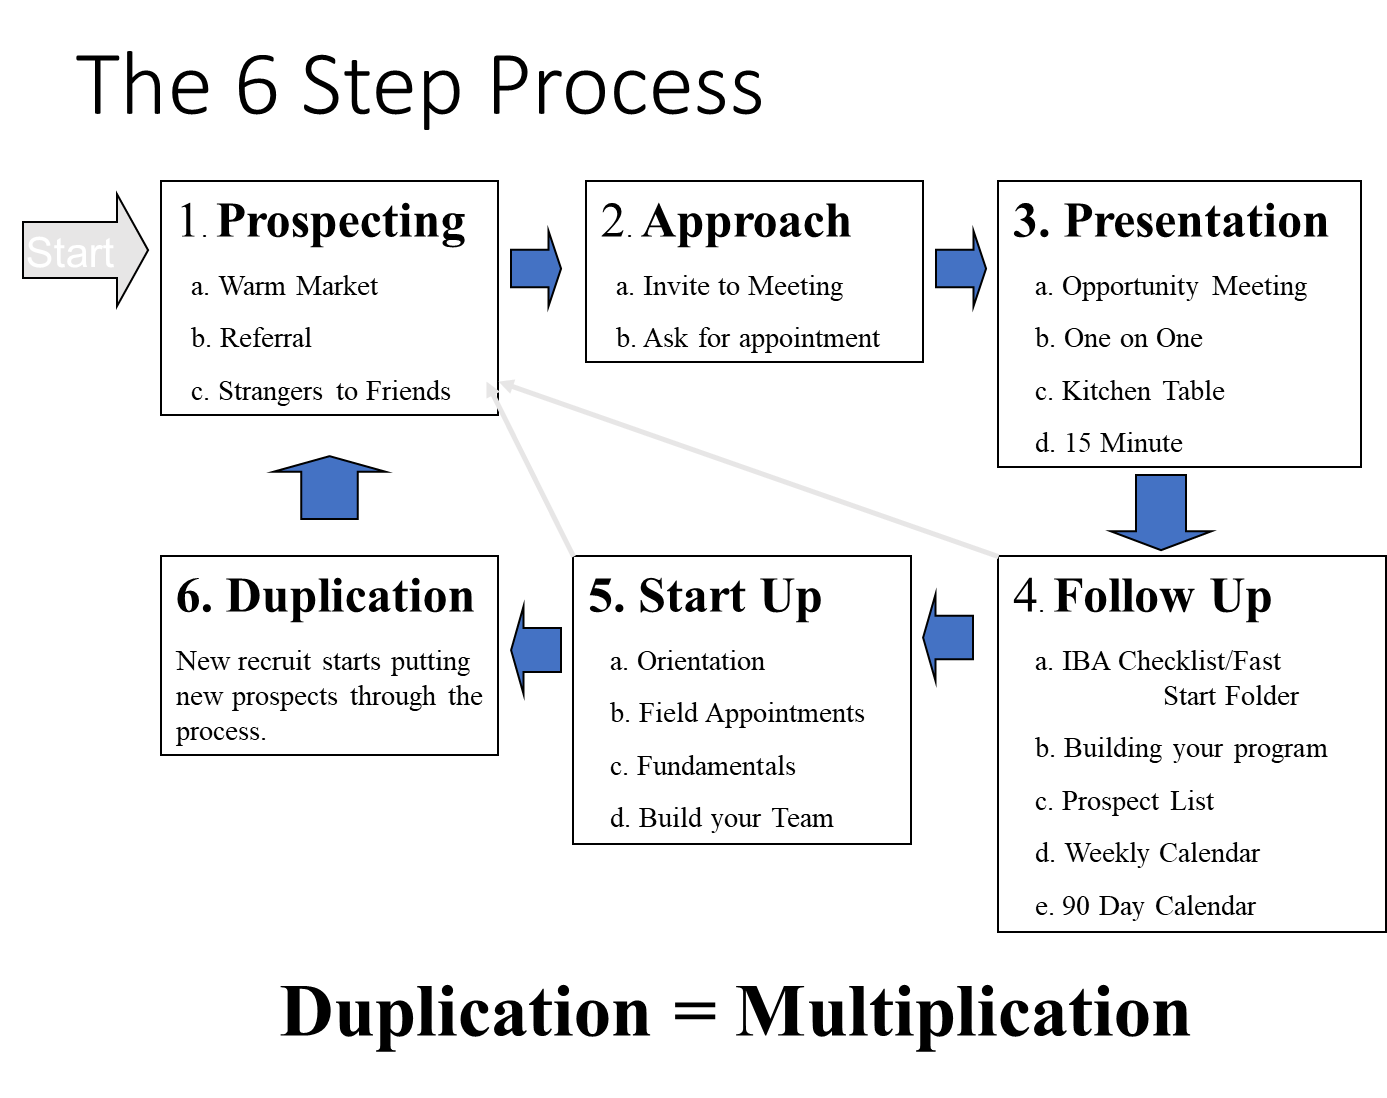 The 6 Step Process
Start
1. Prospecting
a. Warm Market
b. Referral
c. Strangers to Friends
2. Approach
a. Invite to Meeting
b. Ask for appointment
3. Presentation
a. Opportunity Meeting
b. One on One
c. Kitchen Table
d. 15 Minute
4. Follow Up
a. IBA Checklist/Fast
Start Folder
b. Building your program
c. Prospect List
d. Weekly Calendar
e. 90 Day Calendar
5. Start Up
a. Orientation
b. Field Appointments
c. Fundamentals
d. Build your Team
6. Duplication
New recruit starts putting
new prospects through the
process.
Duplication = Multiplication